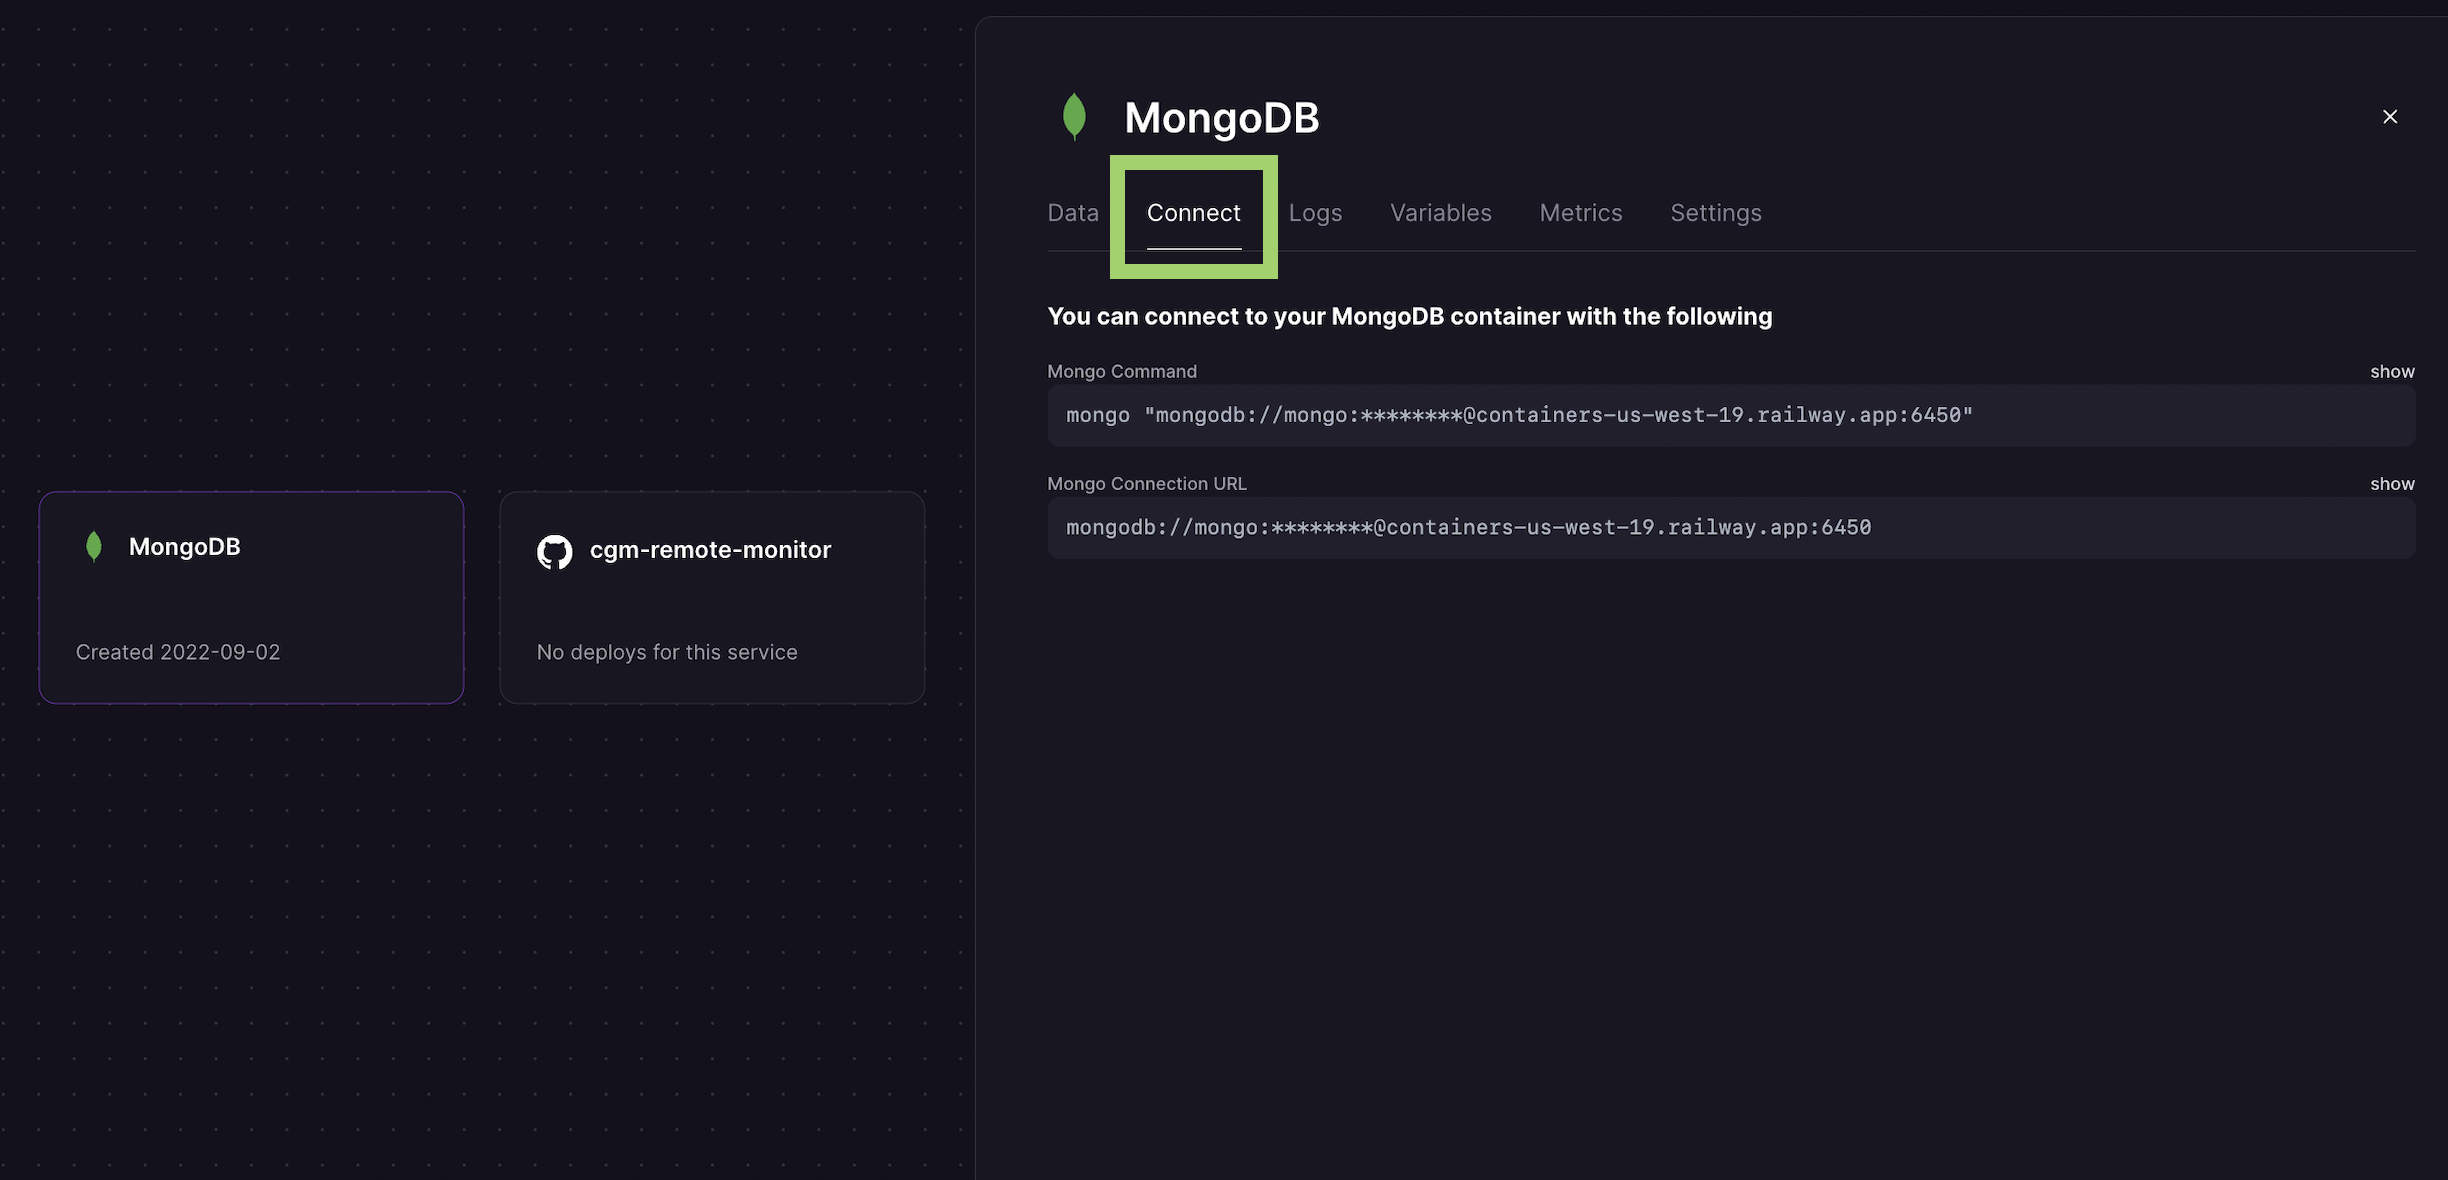 MongoDB
Created 2022-09-02
cgm-remote-monitor
No deploys for this service
MongoDB
Data Connect Logs Variables Metrics Settings
You can connect to your MongoDB container with the following
Mongo Command show
mongo "mongodb://mongo:********@containers-us-west-19.railway.app:6450"
Mongo Connection URL show
mongodb://mongo:********@containers-us-west-19.railway.app:6450